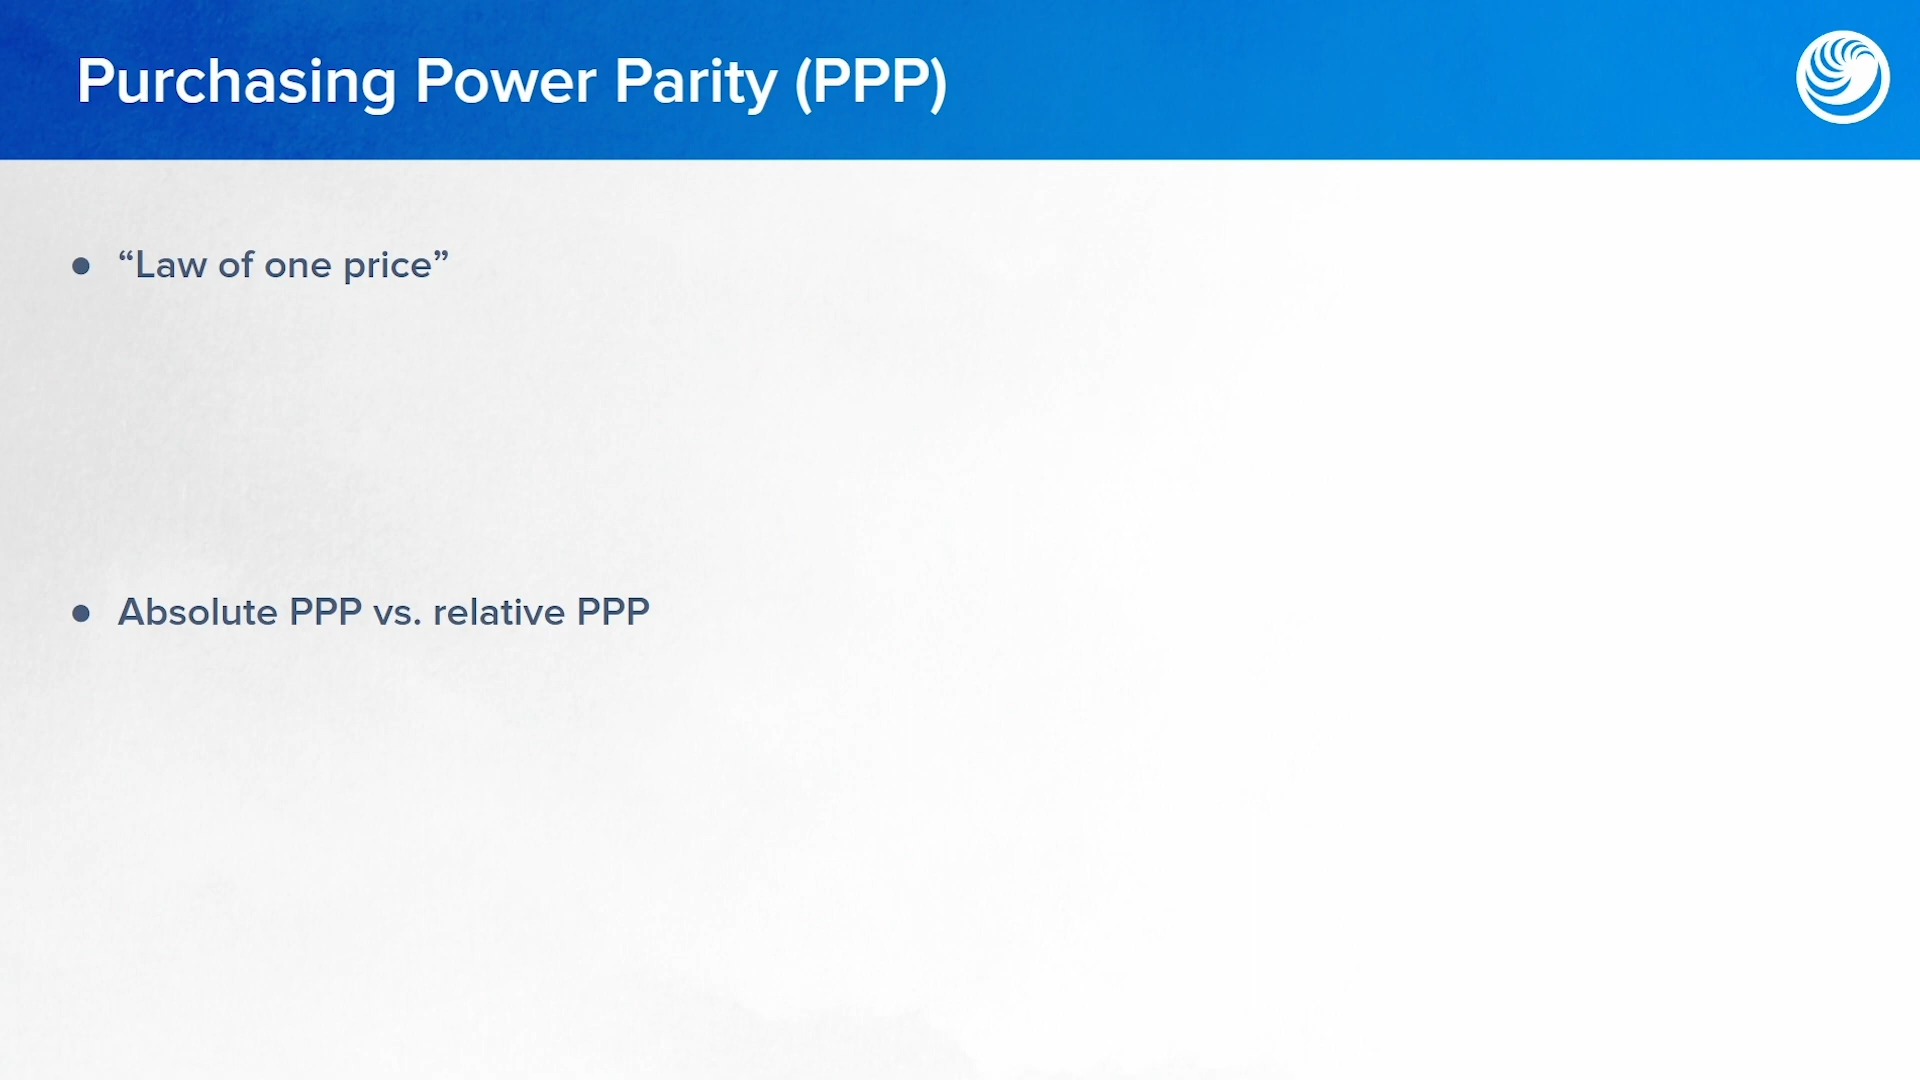 Purchasing Power Parity (PPP)
● “Law of one price”
● Absolute PPP vs. relative PPP